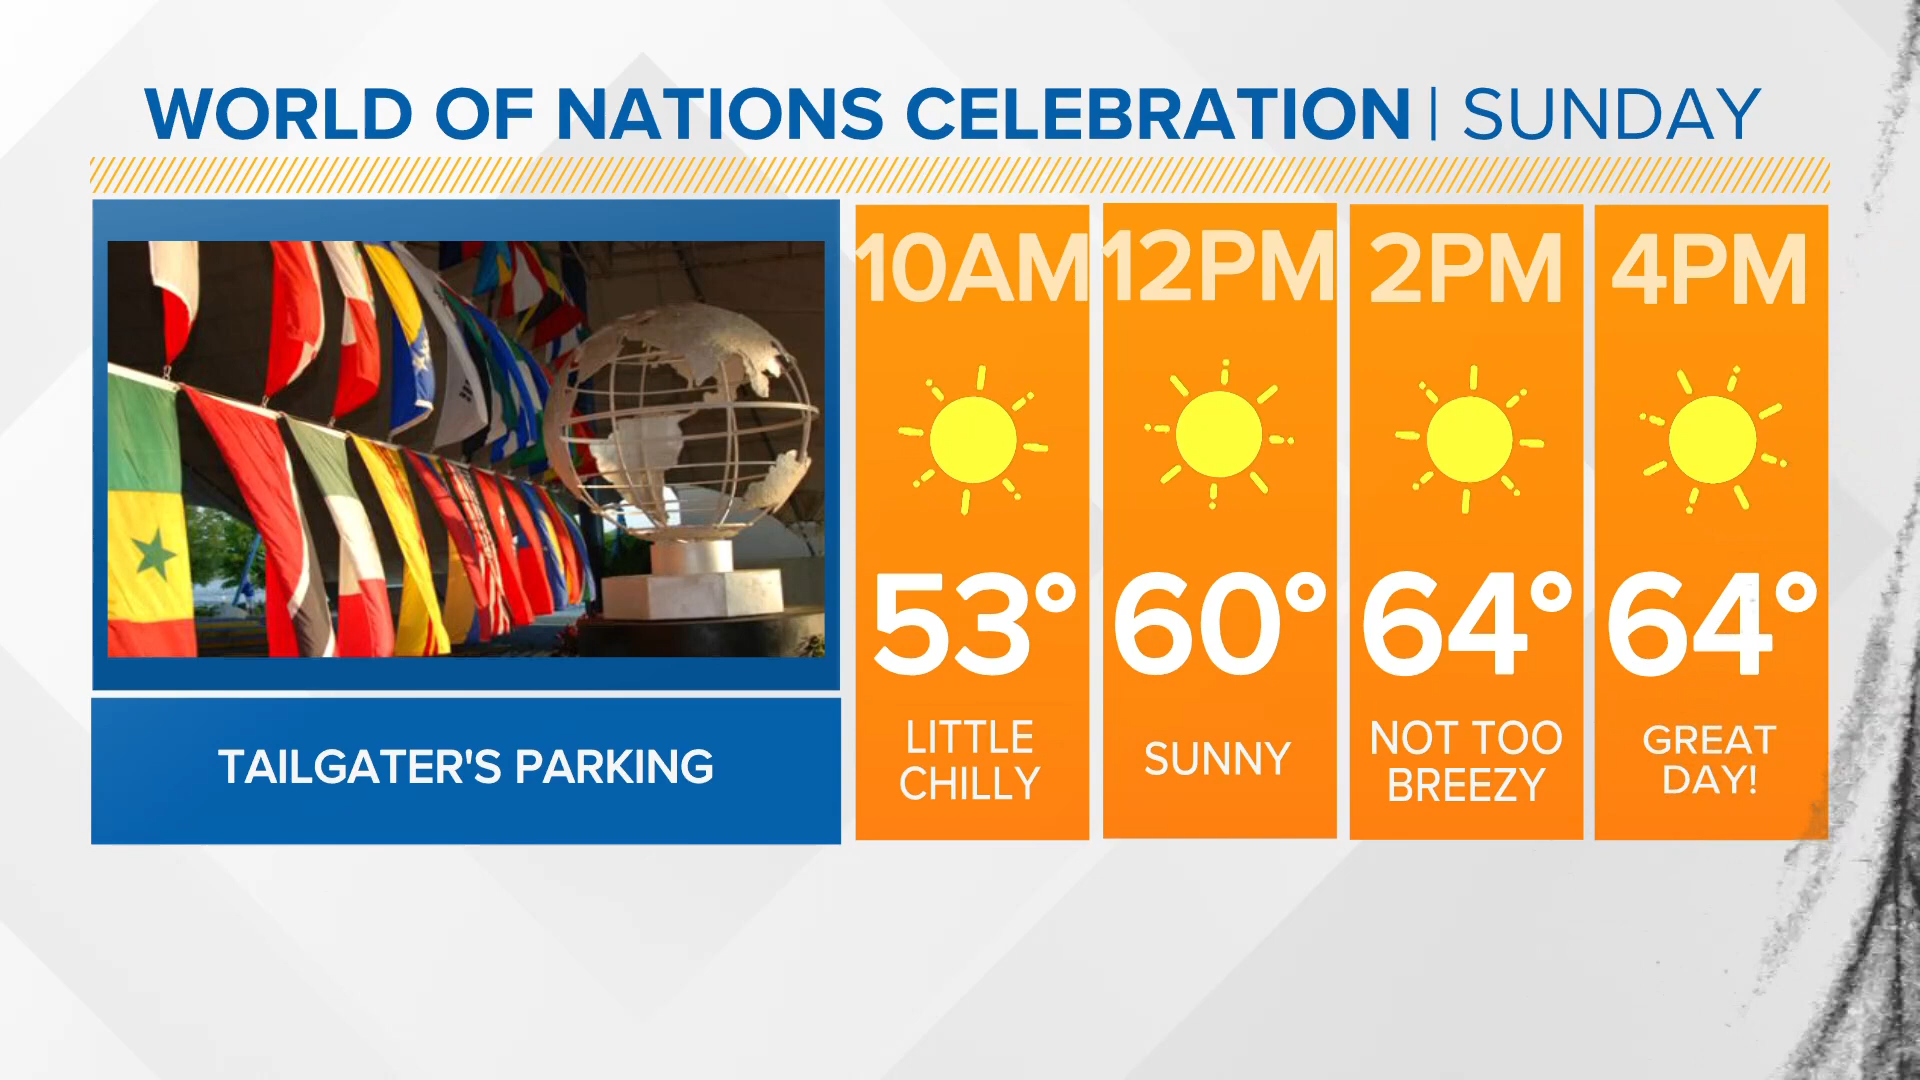 WORLD OF NATIONS CELEBRATION | SUNDAY
TAILGATER'S PARKING
10AM
53°
LITTLE
CHILLY
12PM
60°
SUNNY
2PM
64°
NOT TOO
BREEZY
4PM
64°
GREAT
DAY!